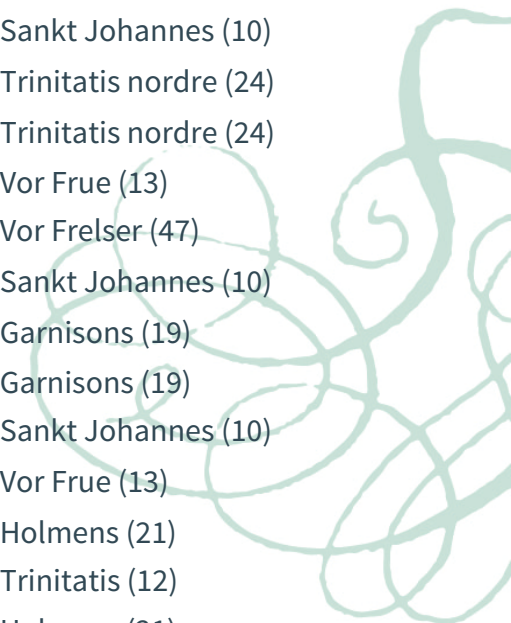 Sankt Johannes (10)
Trinitatis nordre (24)
Trinitatis nordre (24)
Vor Frue (13)
Vor Frelser (47)
Sankt Johannes (10)
Garnisons (19)
Garnisons (19)
Sankt Johannes (10)
Vor Frue (13)
Holmens (21)
Trinitatis (12)